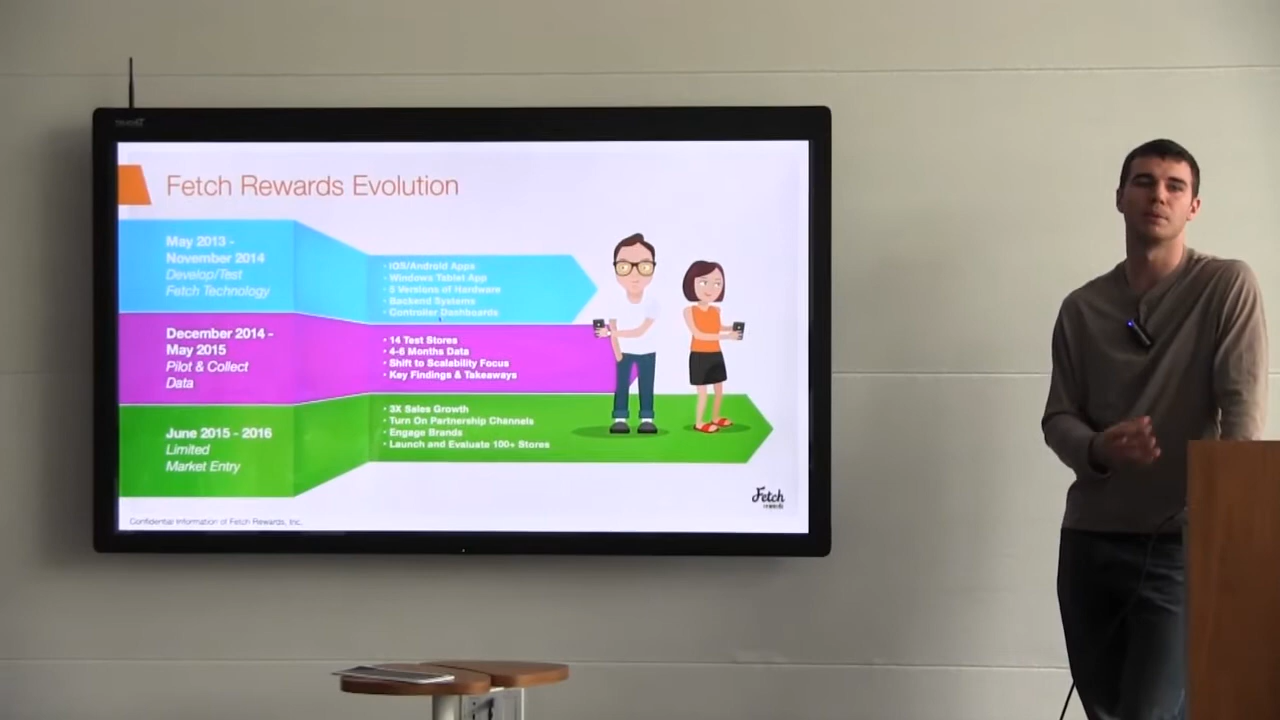 Fetch Rewards Evolution
May 2013 -
November 2014
Develop/Test
Fetch Technology
• iOS/Android Apps
• Windows Tablet App
• 5 Versions of Hardware
• Backend Systems
• Controller Dashboards
December 2014 -
May 2015
Pilot & Collect
Data
• 14 Test Stores
• 4-6 Months Data
• Shift to Scalability Focus
• Key Findings & Takeaways
June 2015 - 2016
Limited
Market Entry
• 3X Sales Growth
• Turn On Partnership Channels
• Engage Brands
• Launch and Evaluate 100+ Stores
Fetch
rewards
Confidential Information of Fetch Rewards, Inc.